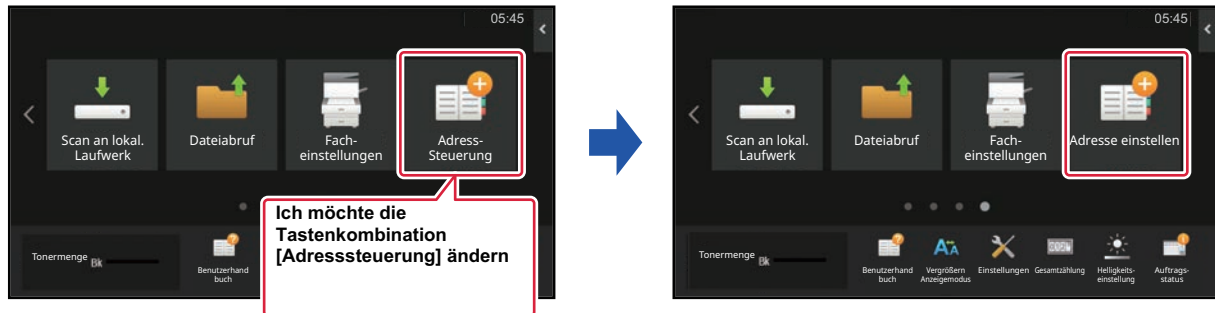 05:45
Scan an lokal.
Laufwerk
Dateiabruf
Fach-
einstellungen
Adress-
Steuerung
Ich möchte die
Tastenkombination
[Adresssteuerung] ändern
Tonermenge
Bk
Benutzerhand
buch
05:45
Scan an lokal.
Laufwerk
Dateiabruf
Fach-
einstellungen
Adresse einstellen
Tonermenge
Bk
Benutzerhand
buch
Vergrößern
Anzeigemodus
Einstellungen
Gesamtzählung
Helligkeits-
einstellung
Auftrags-
status